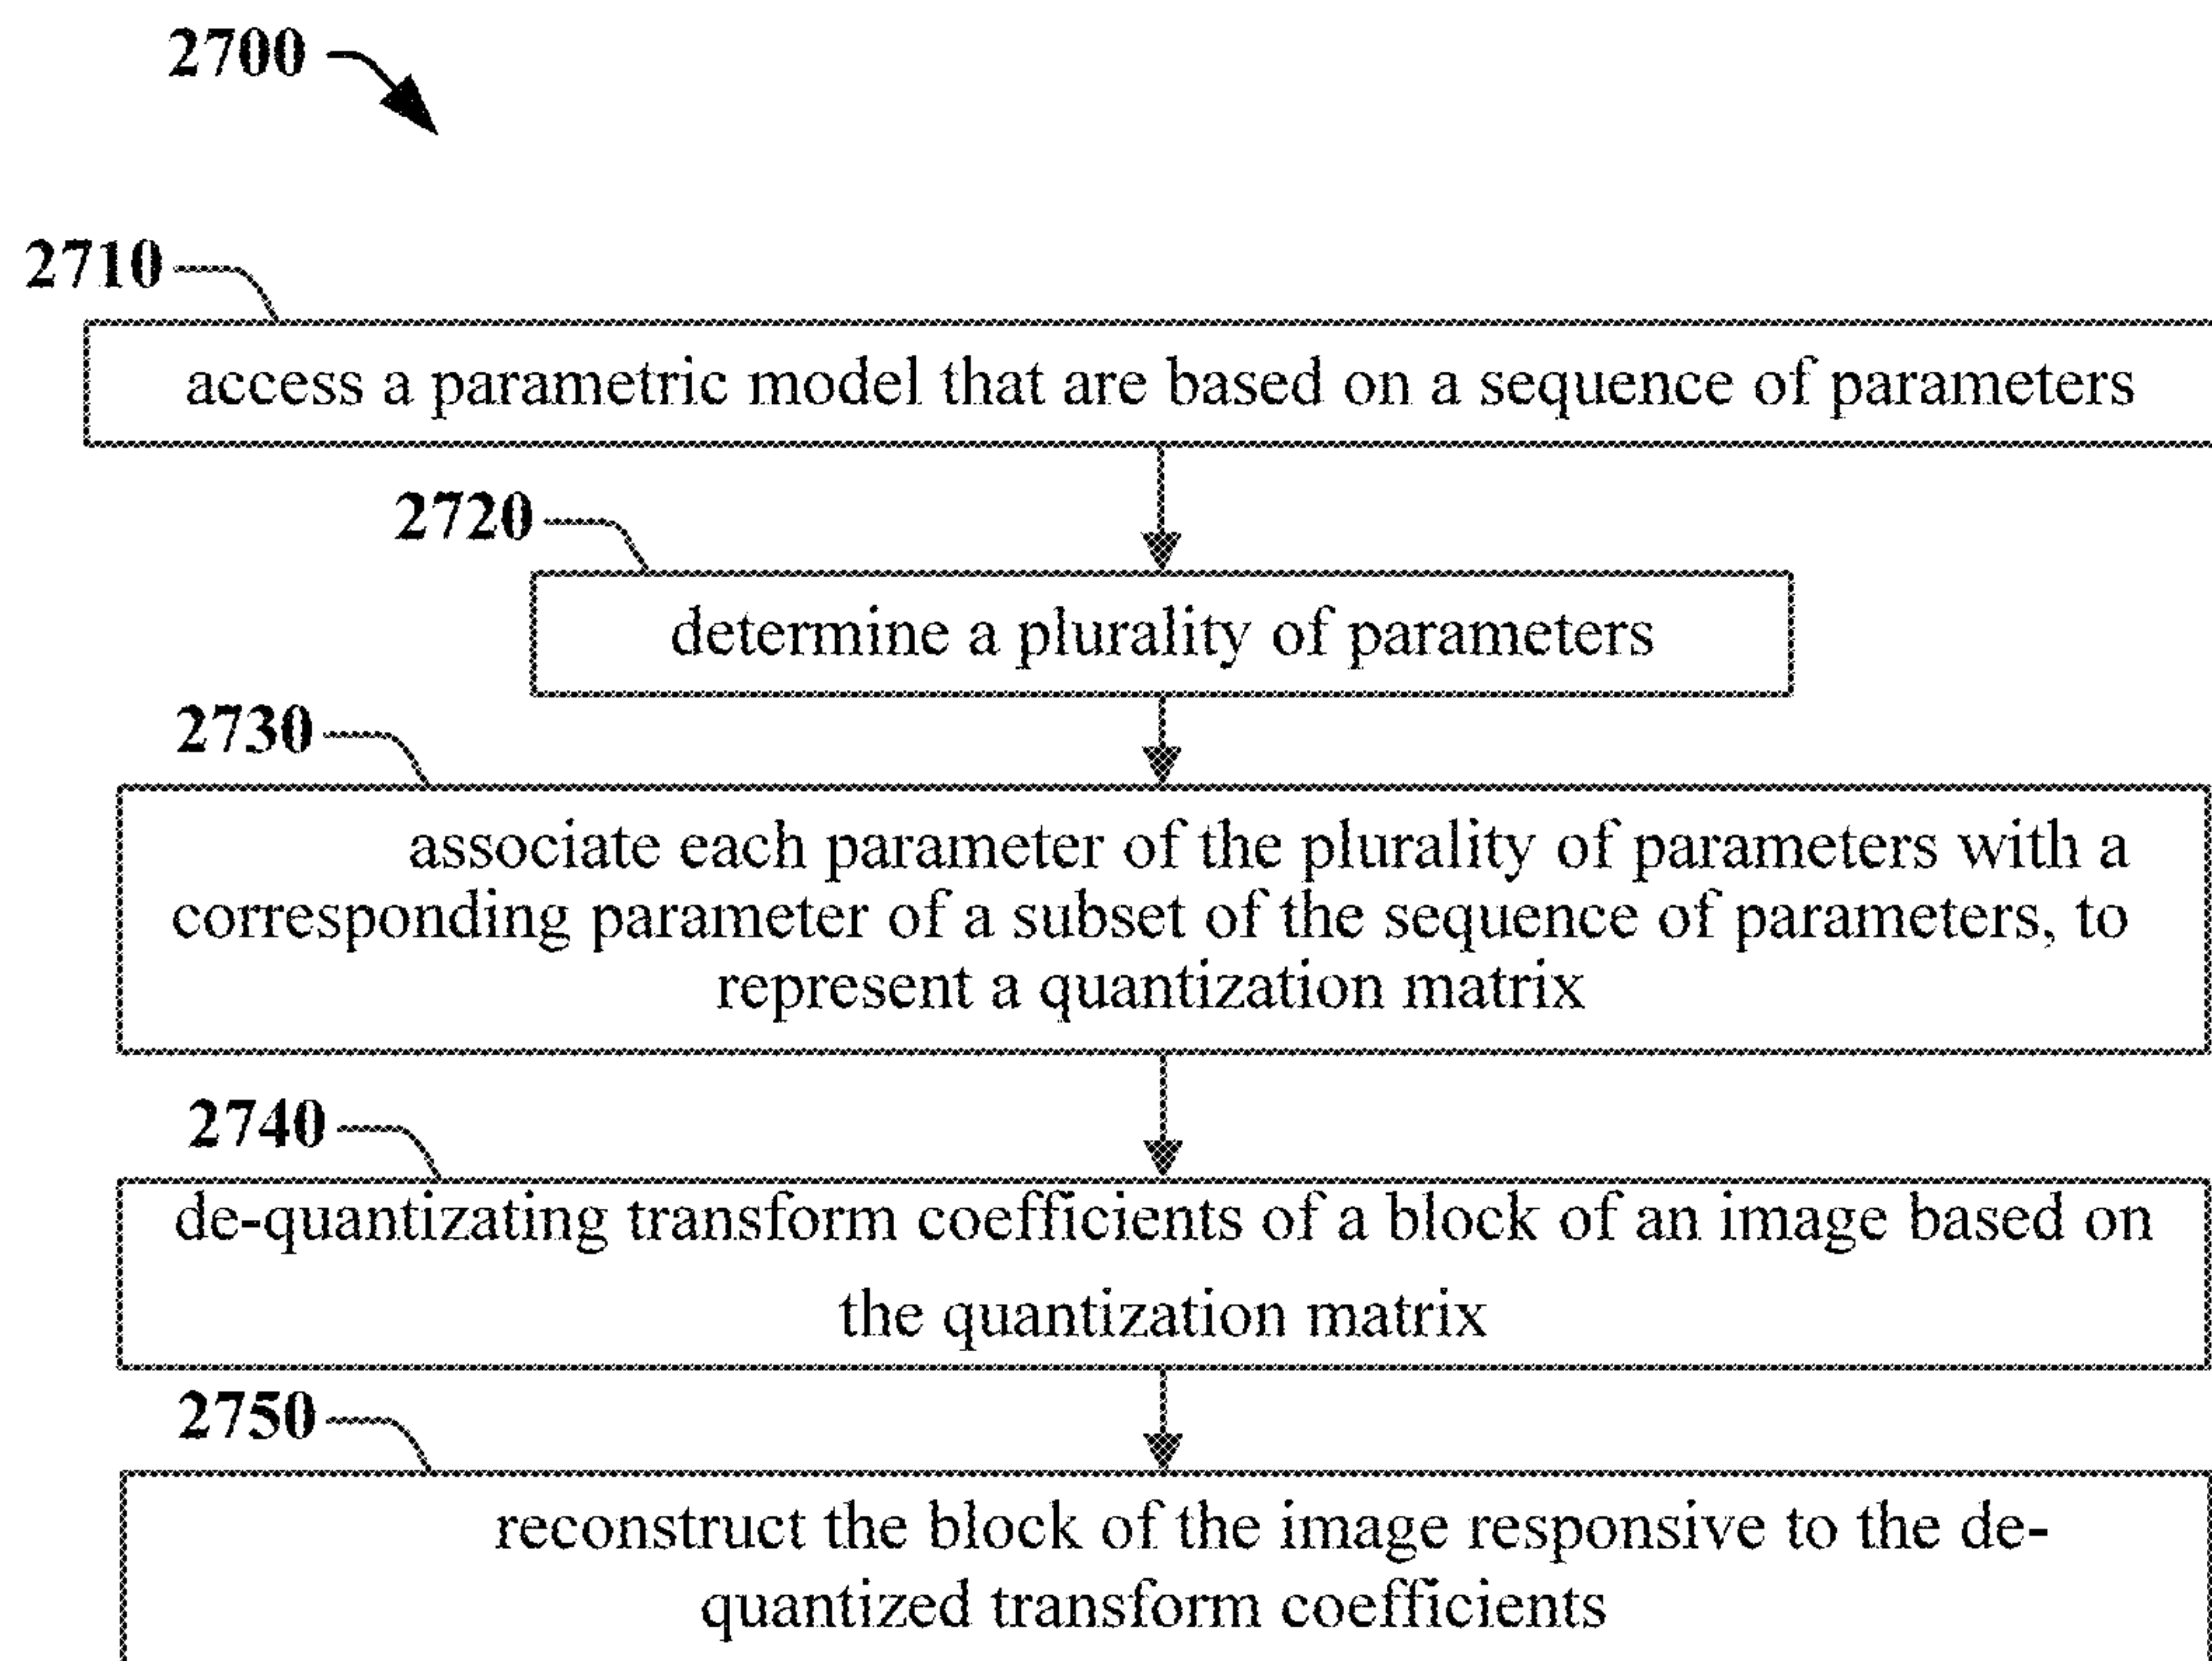 2700
2710
access a parametric model that are based on a sequence of parameters
2720
determine a plurality of parameters
2730
associate each parameter of the plurality of parameters with a
corresponding parameter of a subset of the sequence of parameters, to
represent a quantization matrix
2740
de-quantizating transform coefficients of a block of an image based on
the quantization matrix
2750
reconstruct the block of the image responsive to the de-
quantized transform coefficients